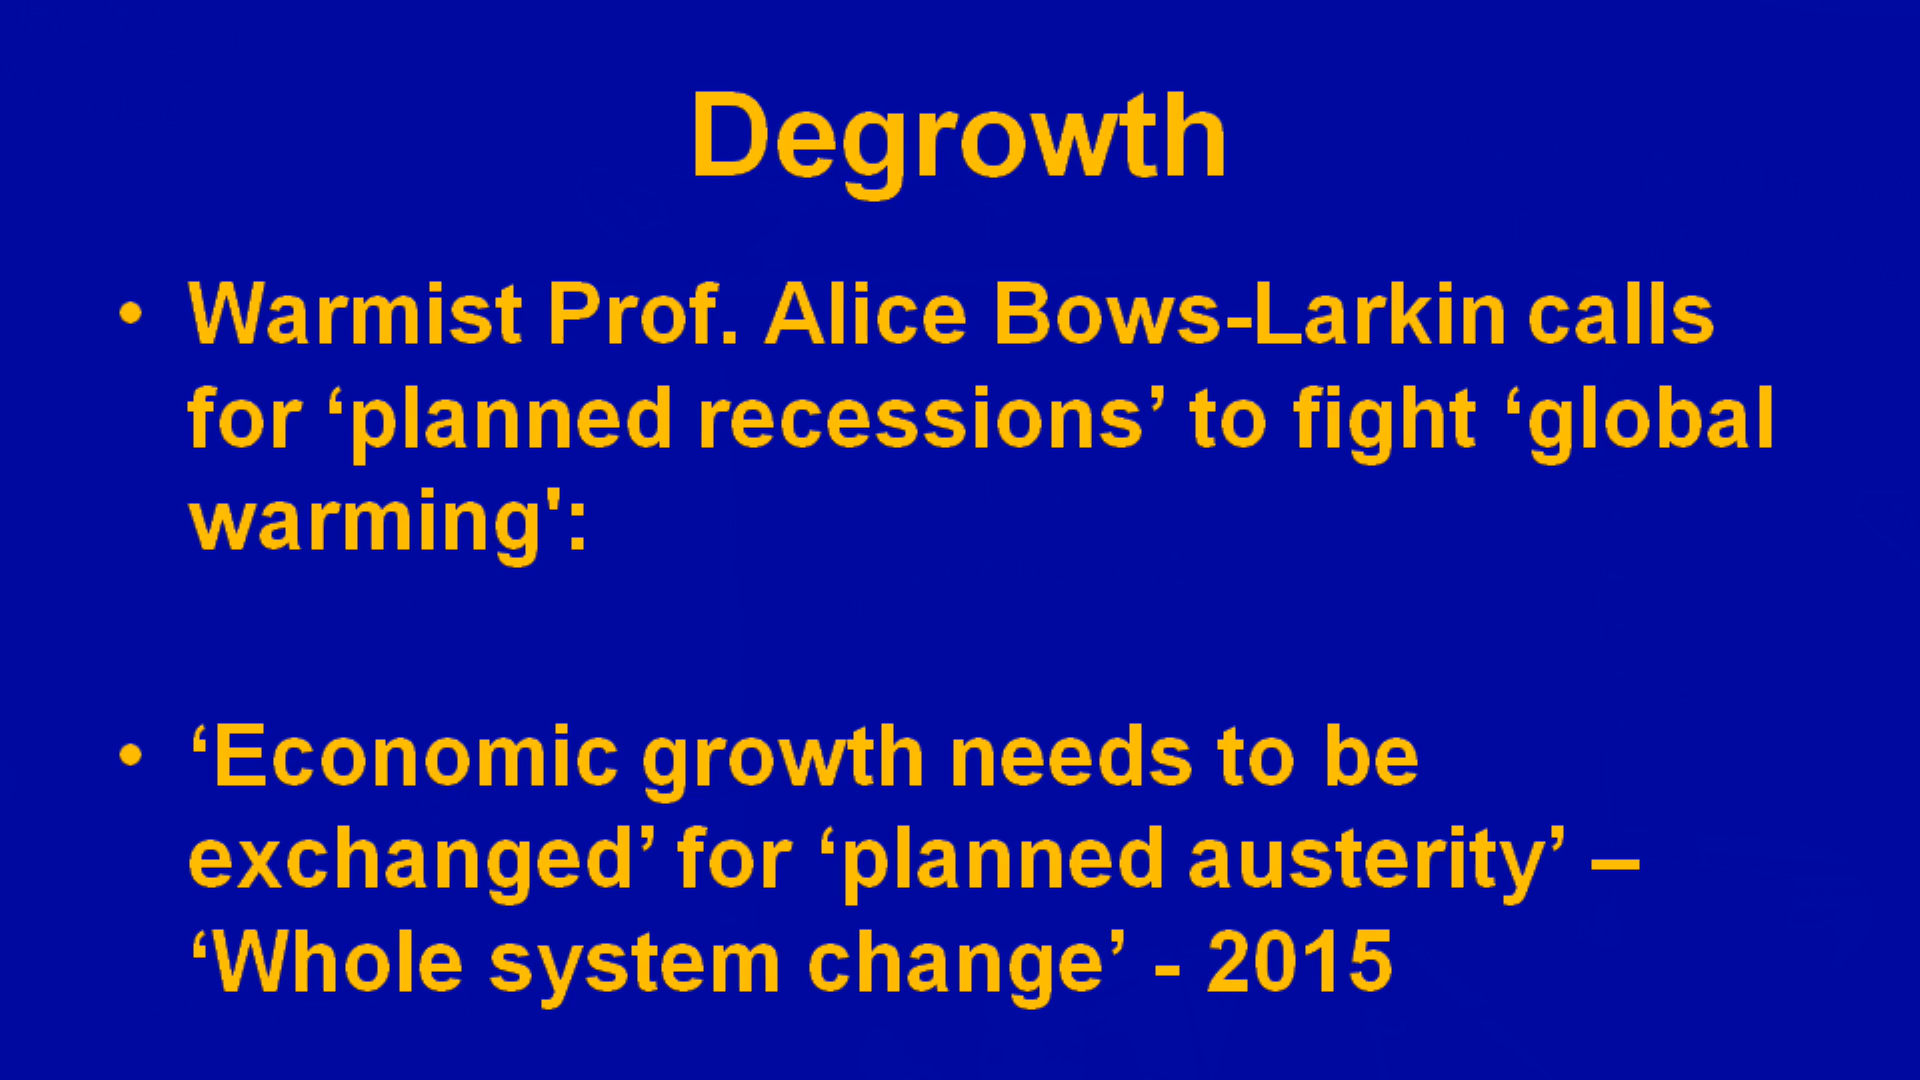 Degrowth
• Warmist Prof. Alice Bows-Larkin calls
for ‘planned recessions’ to fight ‘global
warming':
• ‘Economic growth needs to be
exchanged’ for ‘planned austerity’ –
‘Whole system change’ - 2015